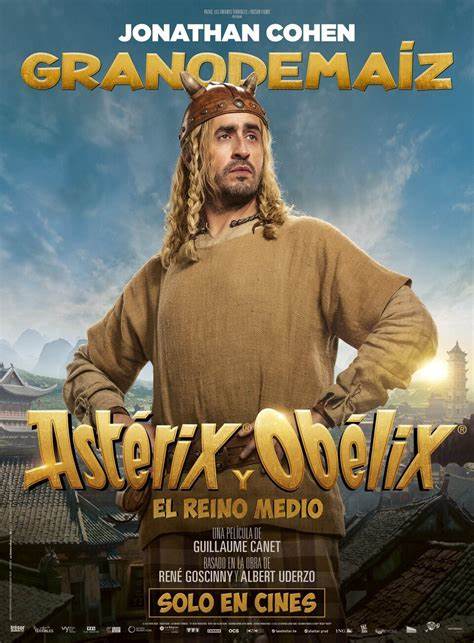 JONATHAN COHEN
GRANODEMAÍZ
Astérix® Y Obélix®
EL REINO MEDIO
UNA PELÍCULA DE
GUILLAUME CANET
BASADO EN LA OBRA DE
RENÉ GOSCINNY Y ALBERT UDERZO
SOLO EN CINES